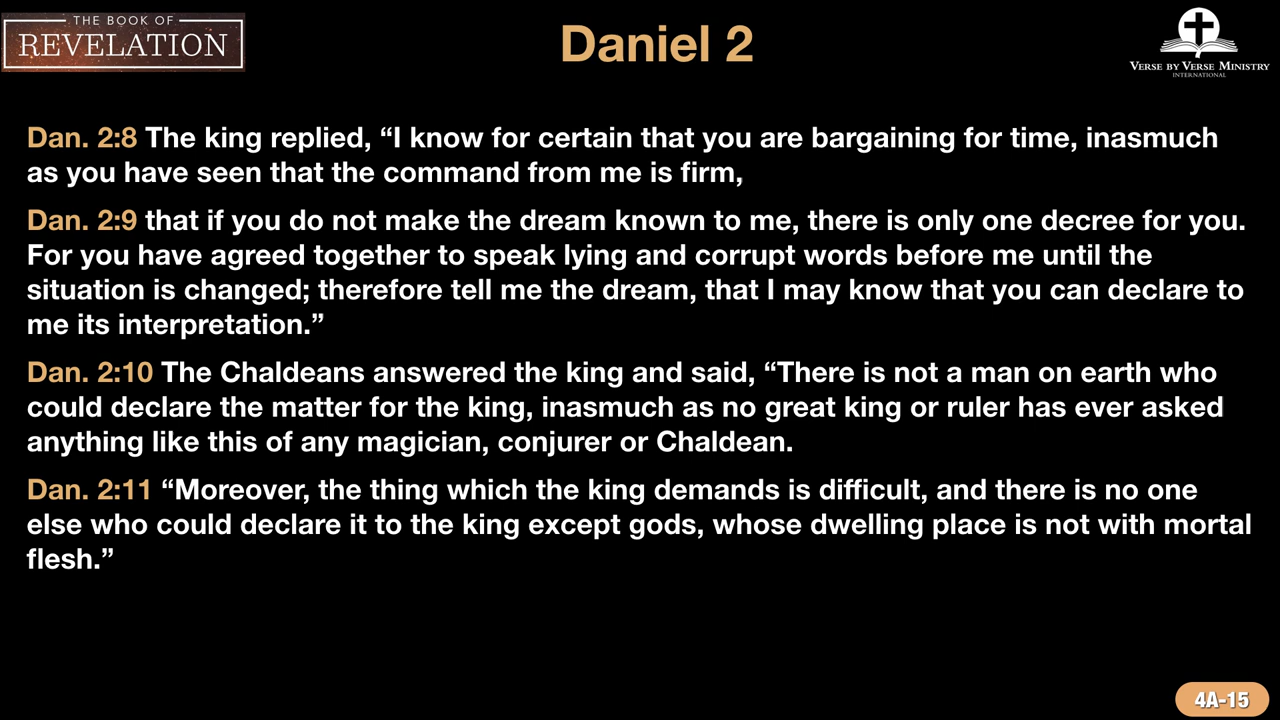 THE BOOK OF
REVELATION
Daniel 2
VERSE BY VERSE MINISTRY
INTERNATIONAL
Dan. 2:8 The king replied, “I know for certain that you are bargaining for time, inasmuch
as you have seen that the command from me is firm,
Dan. 2:9 that if you do not make the dream known to me, there is only one decree for you.
For you have agreed together to speak lying and corrupt words before me until the
situation is changed; therefore tell me the dream, that I may know that you can declare to
me its interpretation.”
Dan. 2:10 The Chaldeans answered the king and said, “There is not a man on earth who
could declare the matter for the king, inasmuch as no great king or ruler has ever asked
anything like this of any magician, conjurer or Chaldean.
Dan. 2:11 “Moreover, the thing which the king demands is difficult, and there is no one
else who could declare it to the king except gods, whose dwelling place is not with mortal
flesh.”
4A-15